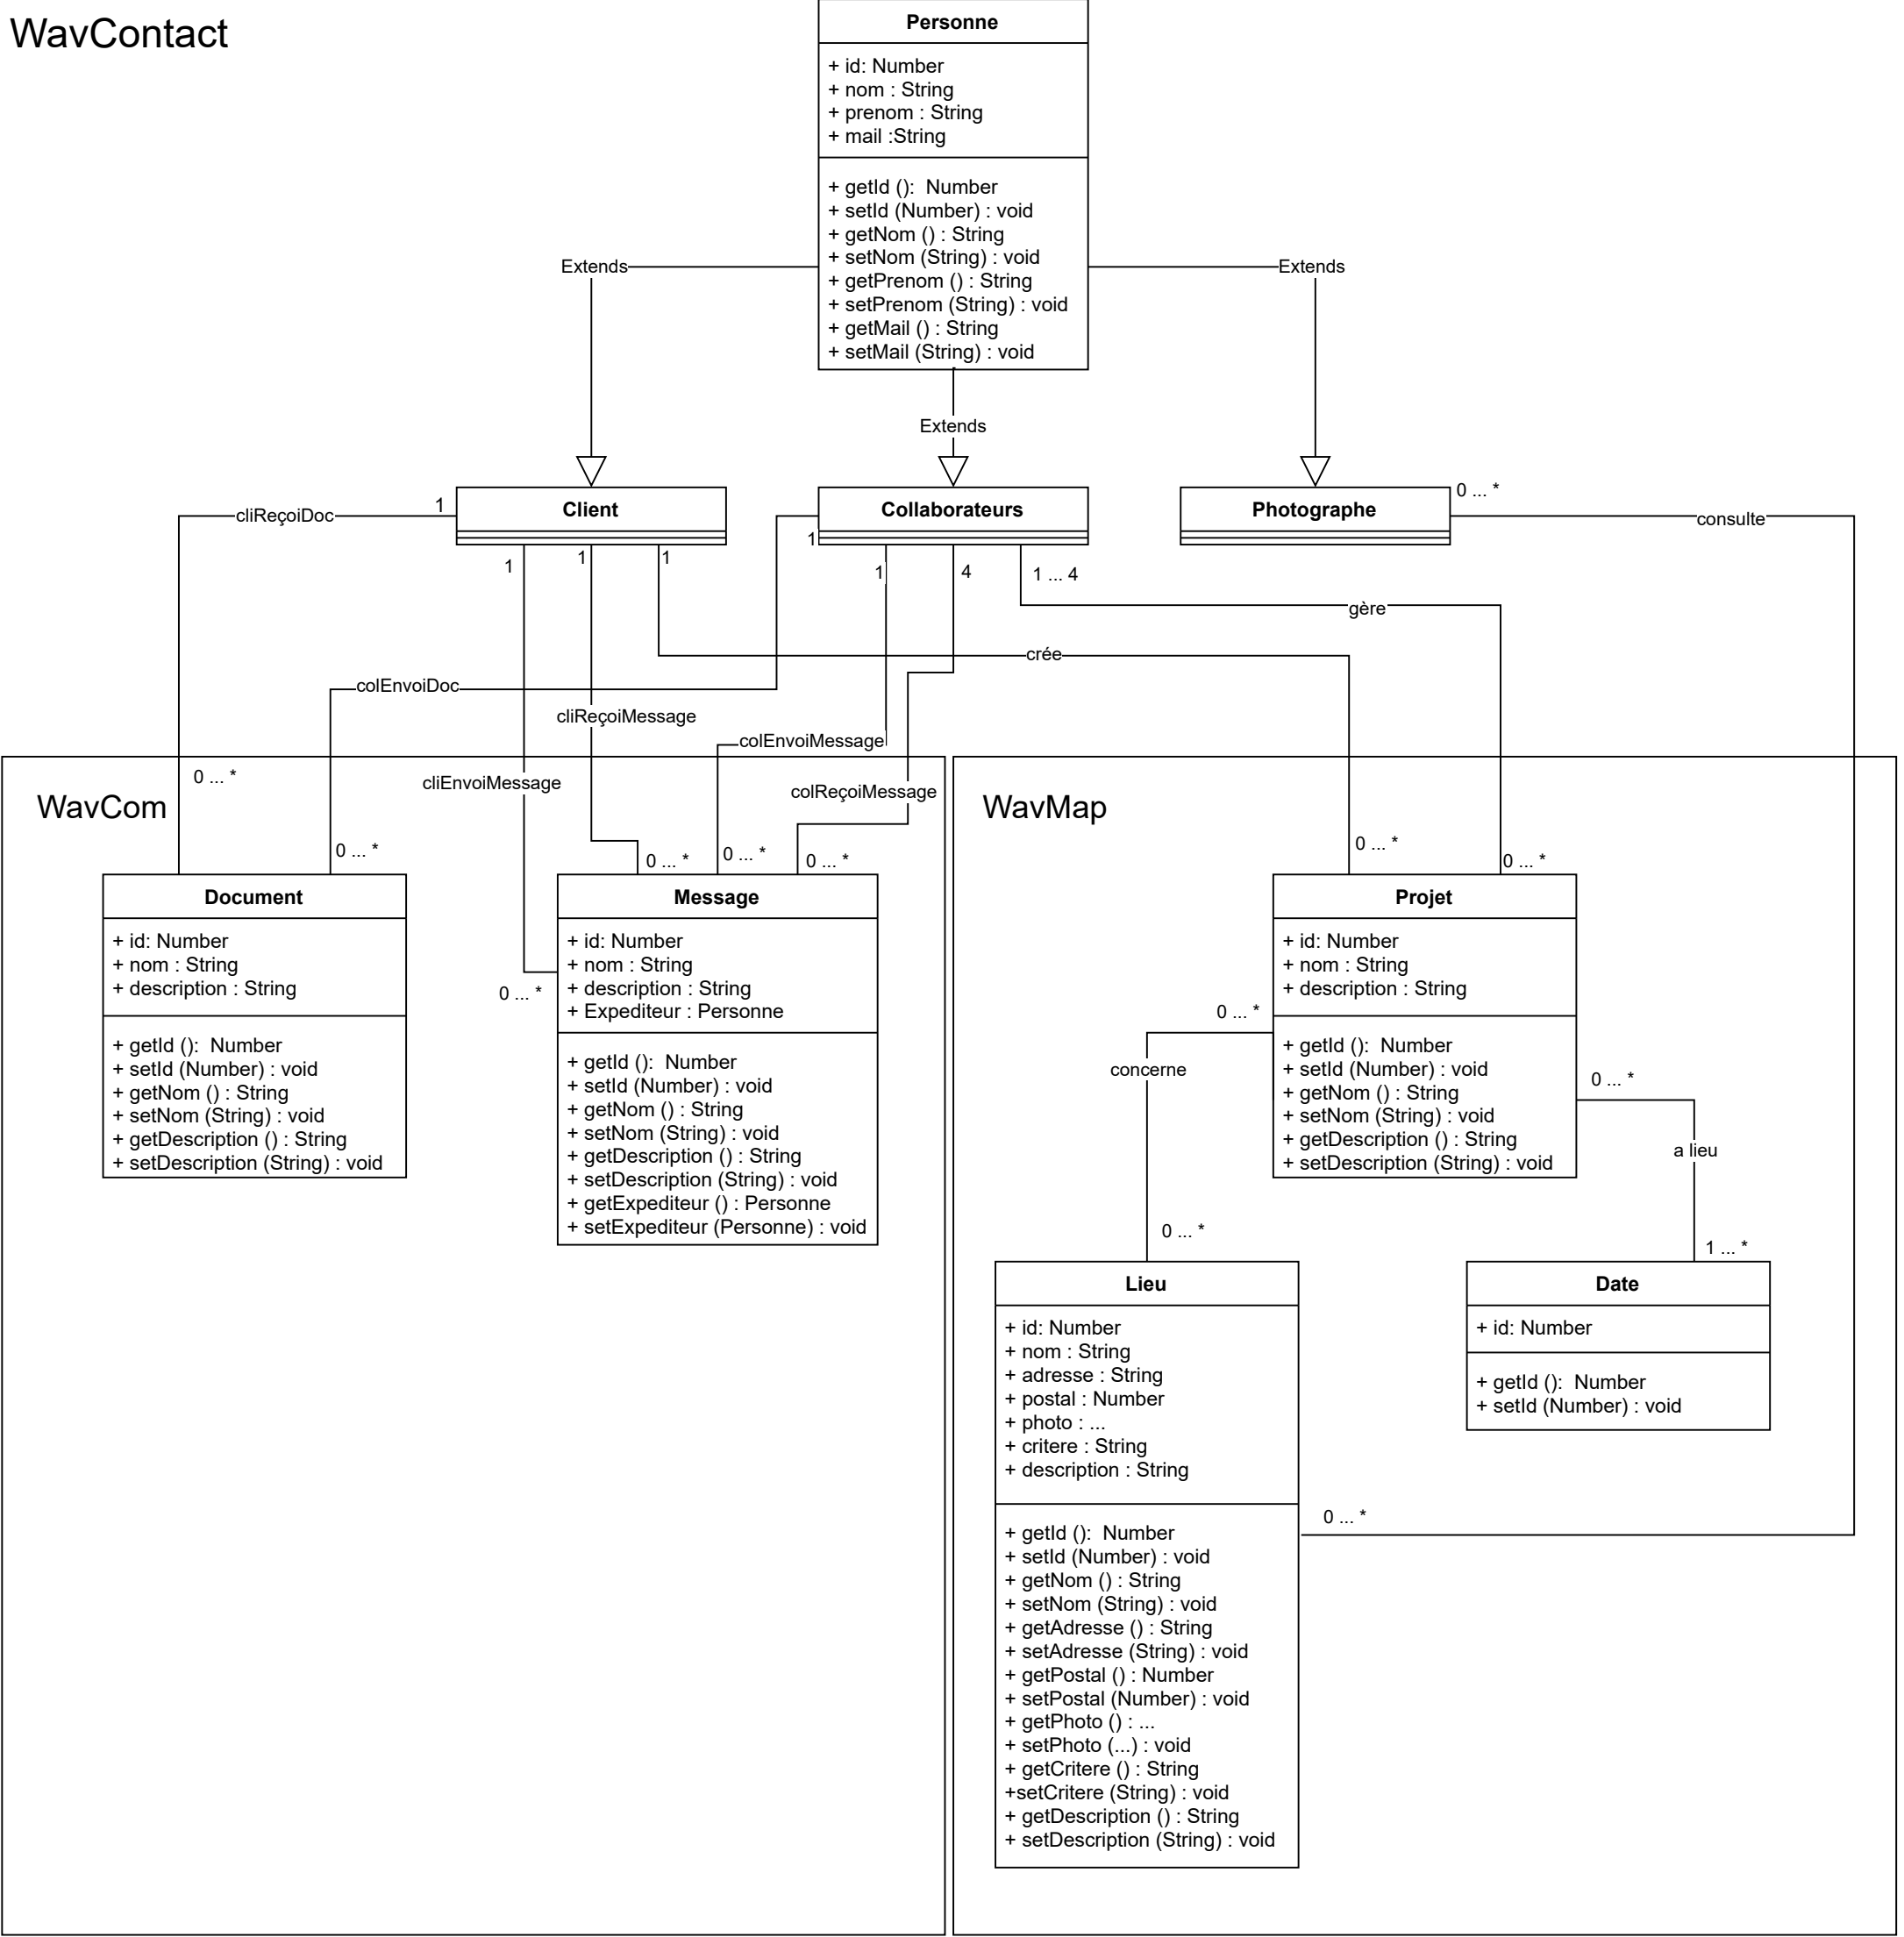 WavContact
Personne
+ id: Number
+ nom : String
+ prenom : String
+ mail :String
+ getId ():  Number
+ setId (Number) : void
+ getNom () : String
+ setNom (String) : void
+ getPrenom () : String
+ setPrenom (String) : void
+ getMail () : String
+ setMail (String) : void
Extends
Extends
Extends
Client
Collaborateurs
Photographe
1
cliReçoiDoc
1
1
1
1
1
4
1 ... 4
0 ... *
consulte
gère
crée
colEnvoiDoc
cliReçoiMessage
colEnvoiMessage
cliEnvoiMessage
colReçoiMessage
0 ... *
WavCom
WavMap
0 ... *
0 ... *
0 ... *
0 ... *
0 ... *
0 ... *
Document
+ id: Number
+ nom : String
+ description : String
+ getId ():  Number
+ setId (Number) : void
+ getNom () : String
+ setNom (String) : void
+ getDescription () : String
+ setDescription (String) : void
0 ... *
Message
+ id: Number
+ nom : String
+ description : String
+ Expediteur : Personne
+ getId ():  Number
+ setId (Number) : void
+ getNom () : String
+ setNom (String) : void
+ getDescription () : String
+ setDescription (String) : void
+ getExpediteur () : Personne
+ setExpediteur (Personne) : void
Projet
+ id: Number
+ nom : String
+ description : String
+ getId ():  Number
+ setId (Number) : void
+ getNom () : String
+ setNom (String) : void
+ getDescription () : String
+ setDescription (String) : void
0 ... *
concerne
0 ... *
0 ... *
a lieu
1 ... *
Lieu
+ id: Number
+ nom : String
+ adresse : String
+ postal : Number
+ photo : ...
+ critere : String
+ description : String
+ getId ():  Number
+ setId (Number) : void
+ getNom () : String
+ setNom (String) : void
+ getAdresse () : String
+ setAdresse (String) : void
+ getPostal () : Number
+ setPostal (Number) : void
+ getPhoto () : ...
+ setPhoto (...) : void
+ getCritere () : String
+setCritere (String) : void
+ getDescription () : String
+ setDescription (String) : void
Date
+ id: Number
+ getId ():  Number
+ setId (Number) : void
0 ... *